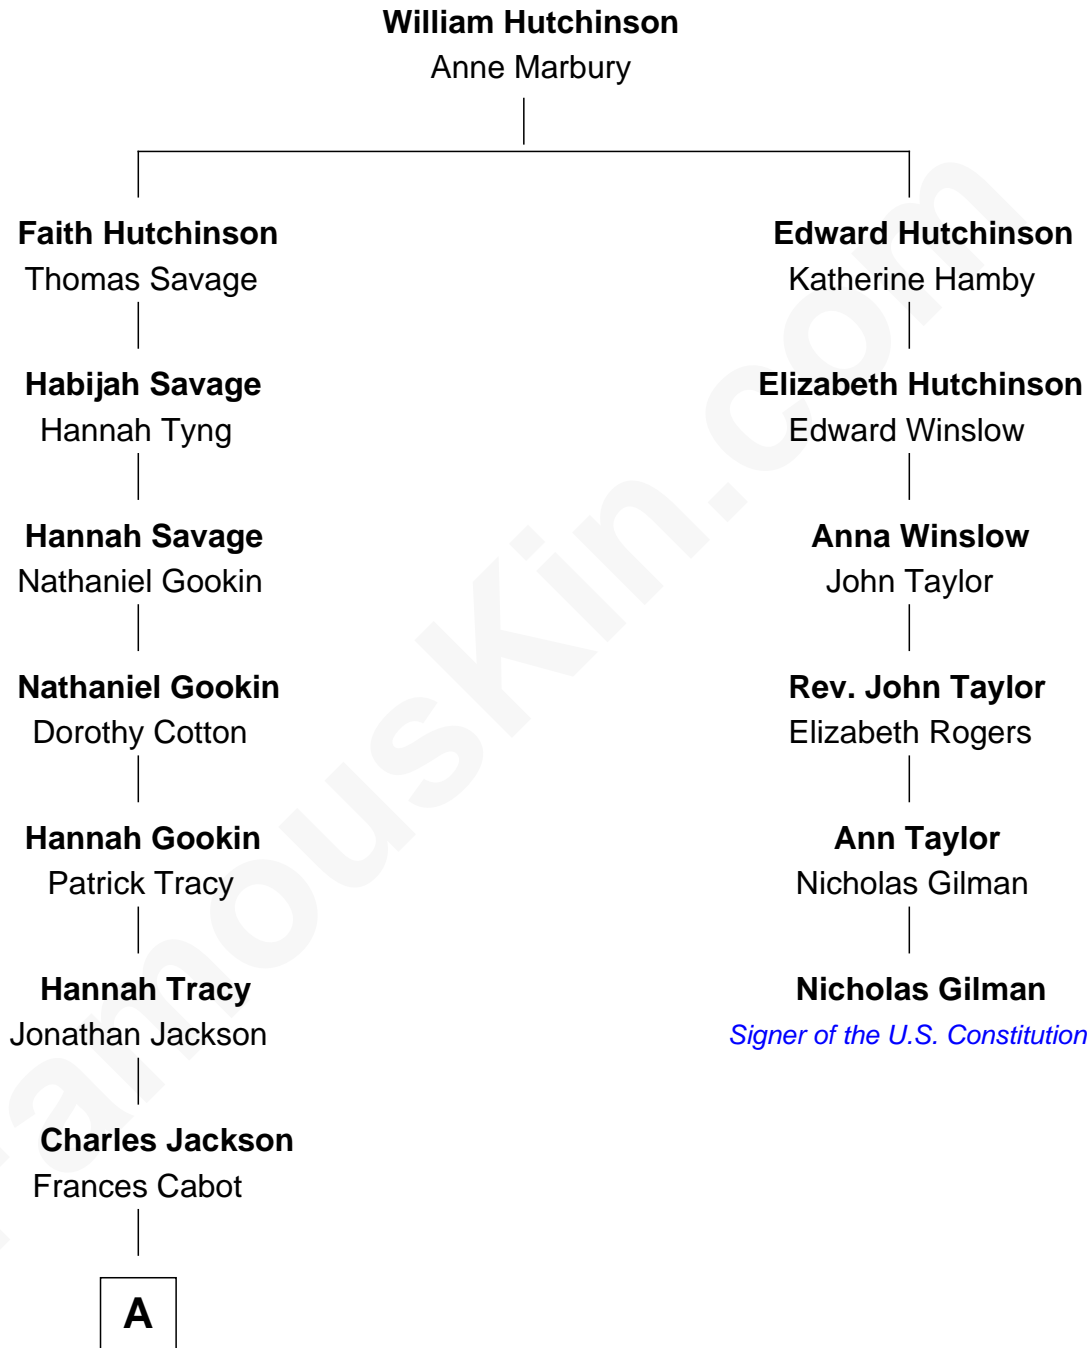 William Hutchinson
Anne Marbury
Faith Hutchinson
Thomas Savage
Habijah Savage
Hannah Tyng
Hannah Savage
Nathaniel Gookin
Nathaniel Gookin
Dorothy Cotton
Hannah Gookin
Patrick Tracy
Hannah Tracy
Jonathan Jackson
Charles Jackson
Frances Cabot
A
Edward Hutchinson
Katherine Hamby
Elizabeth Hutchinson
Edward Winslow
Anna Winslow
John Taylor
Rev. John Taylor
Elizabeth Rogers
Ann Taylor
Nicholas Gilman
Nicholas Gilman
Signer of the U.S. Constitution
FamousKin.com